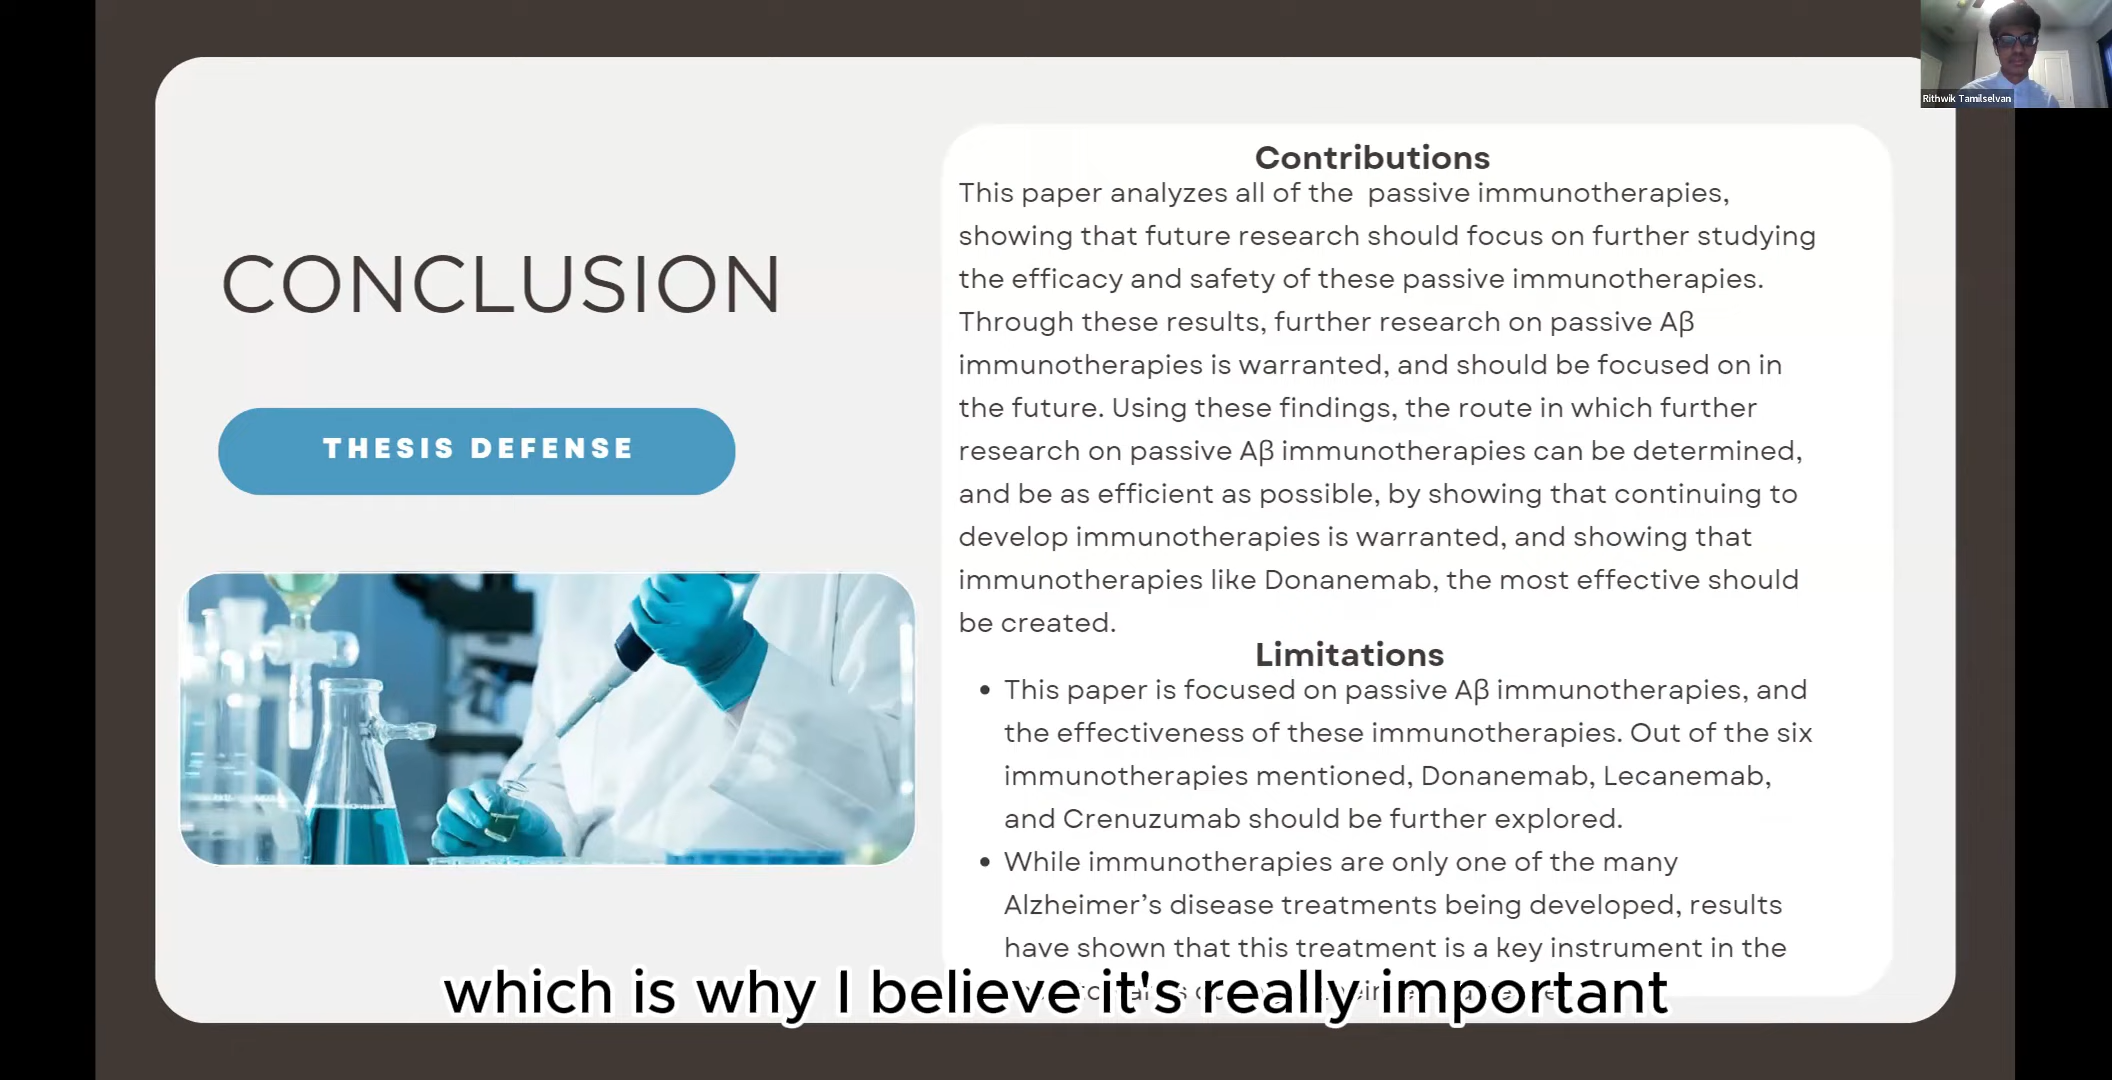 Rithwik Tamilselvan
CONCLUSION
THESIS DEFENSE
Contributions
This paper analyzes all of the passive immunotherapies,
showing that future research should focus on further studying
the efficacy and safety of these passive immunotherapies.
Through these results, further research on passive Aβ
immunotherapies is warranted, and should be focused on in
the future. Using these findings, the route in which further
research on passive Aβ immunotherapies can be determined,
and be as efficient as possible, by showing that continuing to
develop immunotherapies is warranted, and showing that
immunotherapies like Donanemab, the most effective should
be created.
Limitations
• This paper is focused on passive Aβ immunotherapies, and
the effectiveness of these immunotherapies. Out of the six
immunotherapies mentioned, Donanemab, Lecanemab,
and Crenuzumab should be further explored.
• While immunotherapies are only one of the many
Alzheimer’s disease treatments being developed, results
have shown that this treatment is a key instrument in the
which is why I believe it's really important